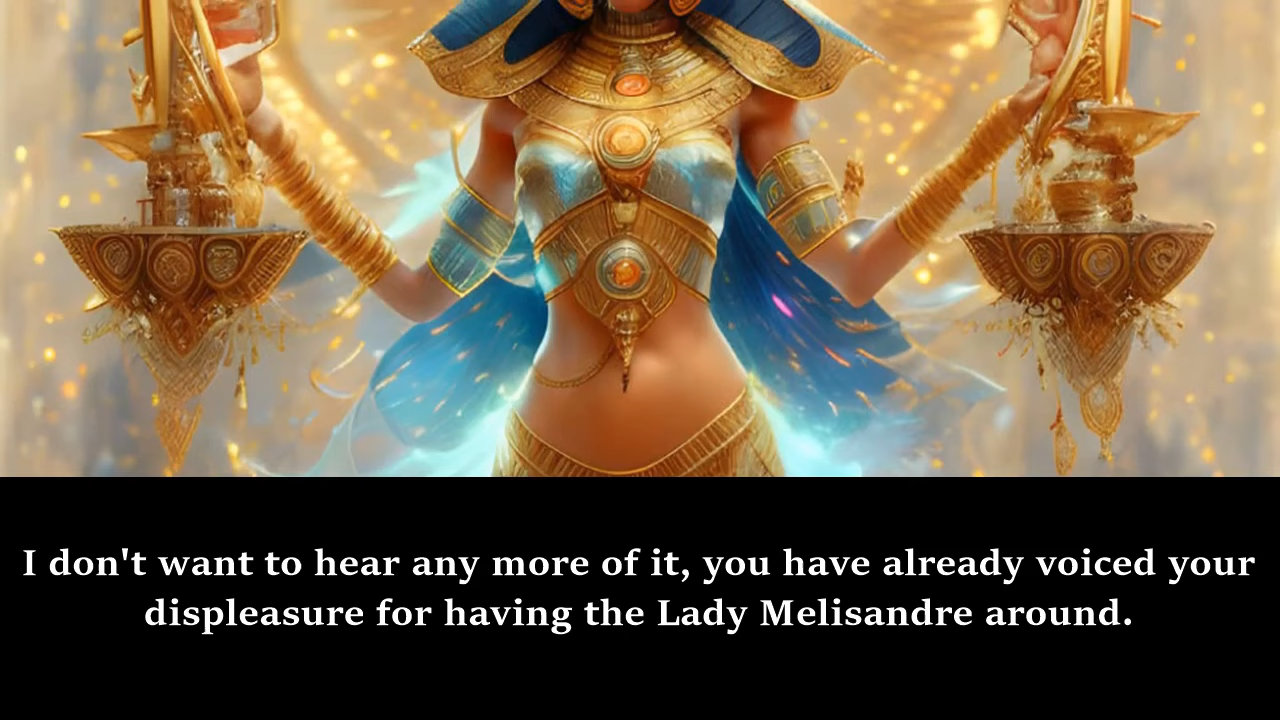 I don't want to hear any more of it, you have already voiced your
displeasure for having the Lady Melisandre around.